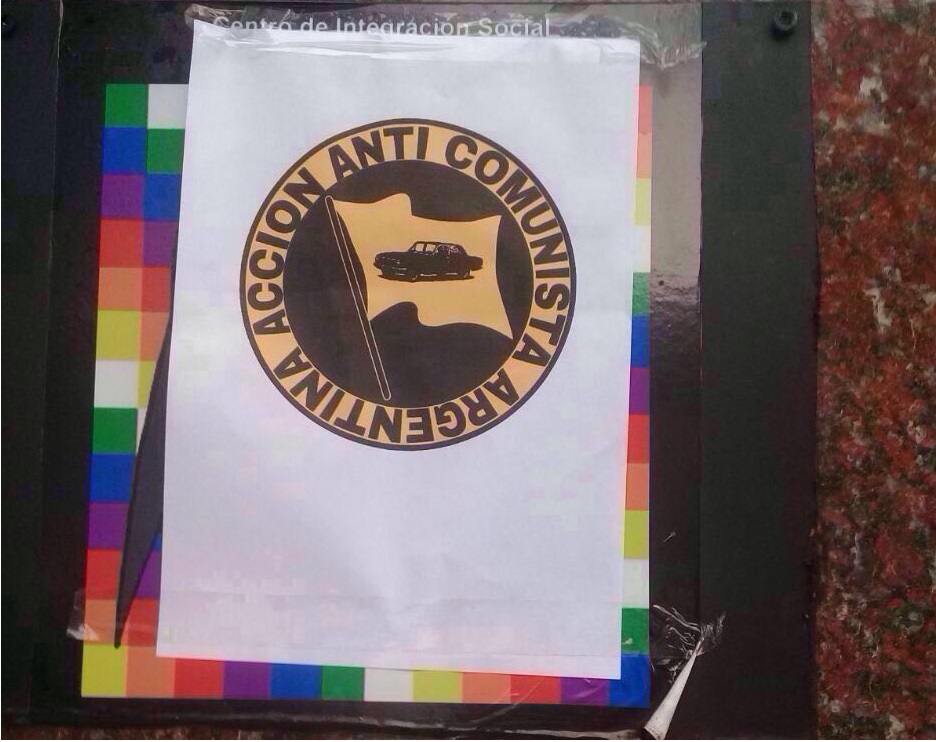 Centro de Integración Social
ACCION ANTI COMUNISTA ARGENTINA